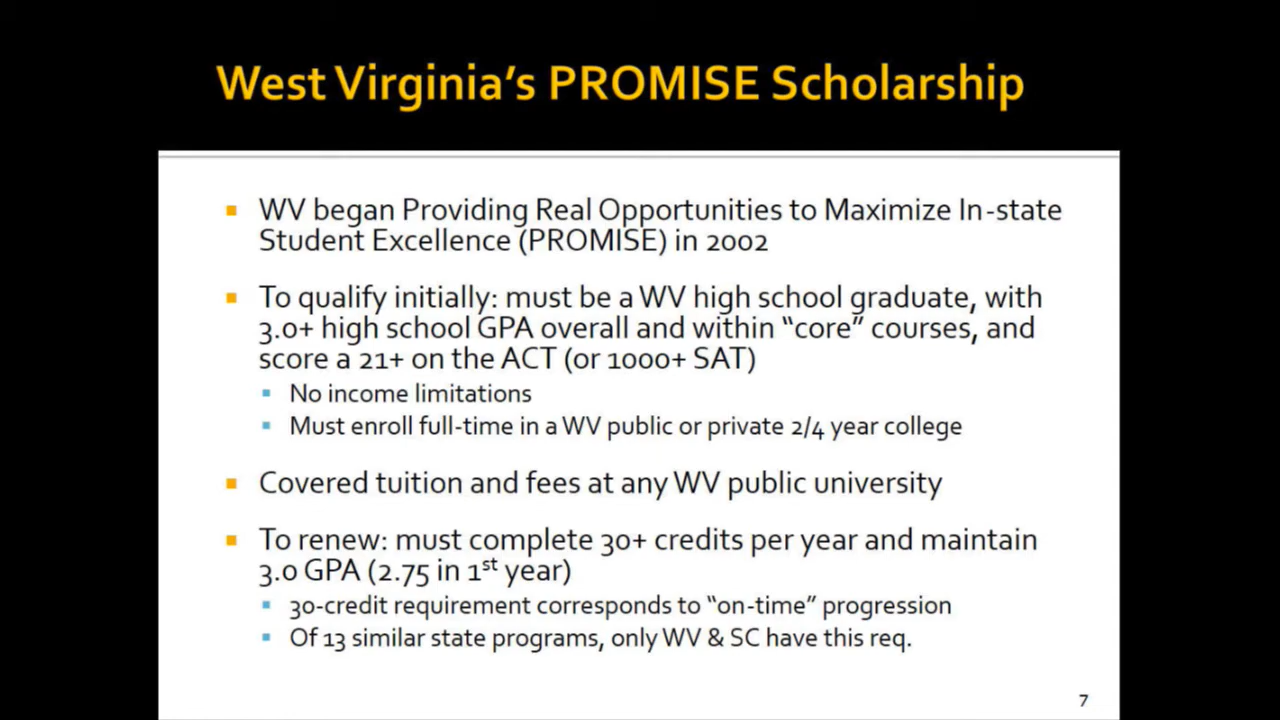 West Virginia's PROMISE Scholarship
WV began Providing Real Opportunities to Maximize In-state
Student Excellence (PROMISE) in 2002
To qualify initially: must be a WV high school graduate, with
3.0+ high school GPA overall and within "core" courses, and
score a 21+ on the ACT (or 1000+ SAT)
No income limitations
Must enroll full-time in a WV public or private 2/4 year college
Covered tuition and fees at any WV public university
To renew: must complete 30+ credits per year and maintain
3.0 GPA (2.75 in 1st year)
30-credit requirement corresponds to "on-time" progression
Of 13 similar state programs, only WV & SC have this req.
7